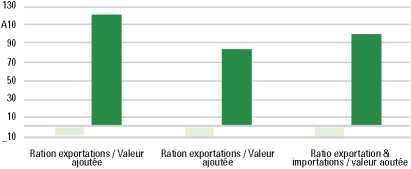 130
A10
90
70
50
30
10
_10
Ration exportations / Valeur
ajoutée
Ration exportations / Valeur
ajoutée
Ratio exportation &
importations / valeur aoutée